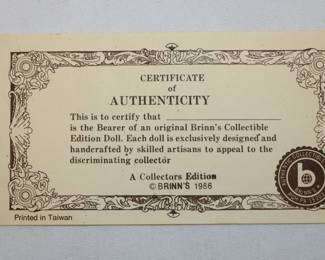 CERTIFICATE
of
AUTHENTICITY
This is to certify that
is the Bearer of an original Brinn's Collectible
Edition Doll. Each doll is exclusively designed and
handcrafted by skilled artisans to appeal to the
discriminating collector
A Collectors Edition
© BRINN'S 1986
b
Printed in Taiwan